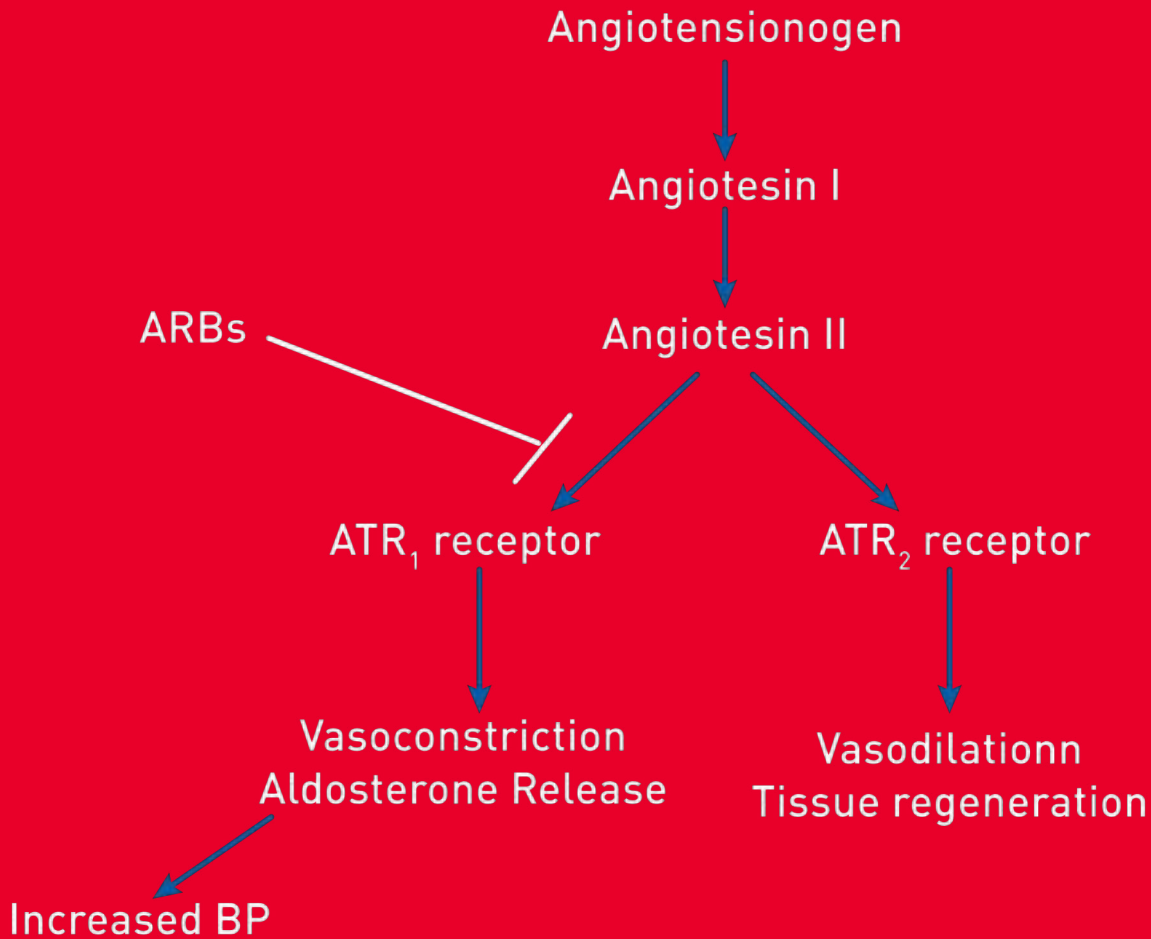 Angiotensionogen
Angiotesin I
ARBs
Angiotesin II
ATR₁ receptor
ATR₂ receptor
Vasoconstriction
Aldosterone Release
Vasodilationn
Tissue regeneration
Increased BP